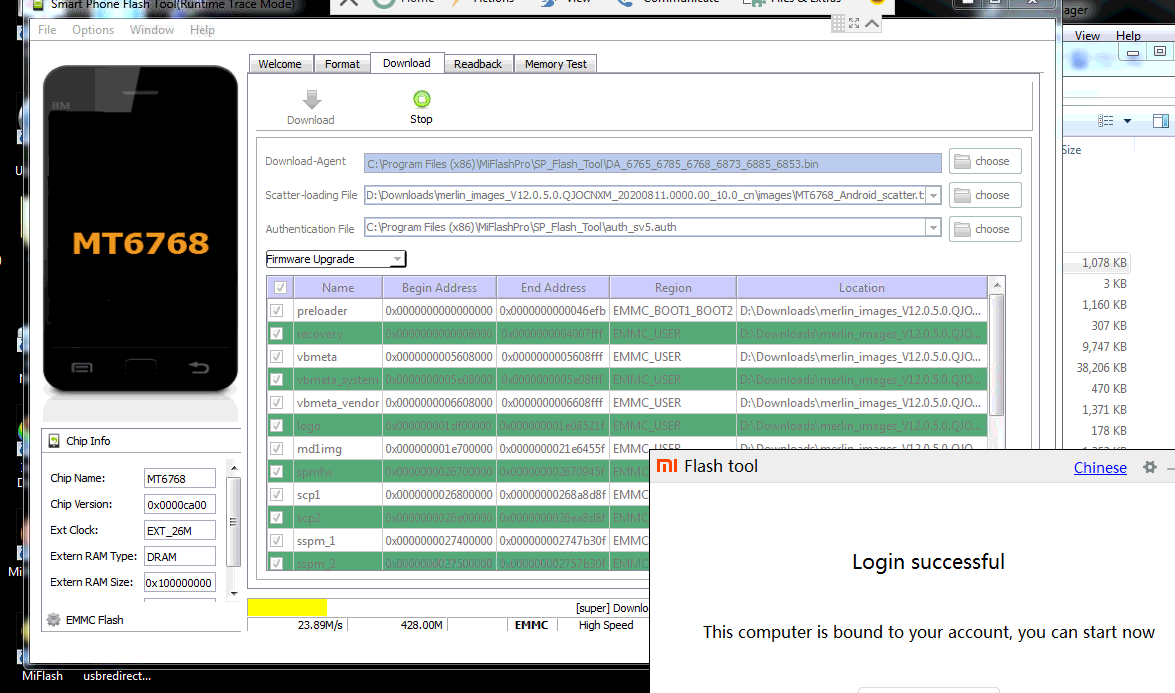 Smart Phone Flash Tool(Runtime Trace Mode)
Home Actions View Communicate Files & Extras
ager
File Options Window Help
View Help
Welcome Format Download Readback Memory Test
BM
Download Stop
Size
Download-Agent C:\Program Files (x86)\MiFlashPro\SP_Flash_Tool\DA_6765_6785_6768_6873_6885_6853.bin choose
Scatter-loading File D:\Downloads\merlin_images_V12.0.5.0.QJOCNXM_20200811.0000.00_10.0_cn\images\MT6768_Android_scatter.t choose
Authentication File C:\Program Files (x86)\MiFlashPro\SP_Flash_Tool\auth_sv5.auth choose
MT6768
Firmware Upgrade
Name Begin Address End Address Region Location
preloader 0x0000000000000000 0x0000000000046efb EMMC_BOOT1_BOOT2 D:\Downloads\merlin_images_V12.0.5.0.QJO...
recovery 0x0000000000008000 0x0000000004007fff EMMC_USER D:\Downloads\merlin_images_V12.0.5.0.QJO...
vbmeta 0x0000000005608000 0x0000000005608fff EMMC_USER D:\Downloads\merlin_images_V12.0.5.0.QJO...
vbmeta_system 0x0000000005e08000 0x0000000005e08fff EMMC_USER D:\Downloads\merlin_images_V12.0.5.0.QJO...
vbmeta_vendor 0x0000000006608000 0x0000000006608fff EMMC_USER D:\Downloads\merlin_images_V12.0.5.0.QJO...
logo 0x000000001df00000 0x000000001e08521f EMMC_USER D:\Downloads\merlin_images_V12.0.5.0.QJO...
md1img 0x000000001e700000 0x0000000021e6455f EMMC_USER D:\Downloads\merlin_images_V12.0.5.0.QJO...
spmfw 0x0000000026700000 0x000000002670945f EMMC
scp1 0x0000000026800000 0x00000000268a8d8f EMMC
scp2 0x0000000026e00000 0x0000000026ea8d8f EMMC
sspm_1 0x0000000027400000 0x000000002747b30f EMMC
sspm_2 0x0000000027500000 0x000000002757b30f EMMC
1,078 KB
3 KB
1,160 KB
307 KB
9,747 KB
38,206 KB
470 KB
1,371 KB
178 KB
Chip Info
Chip Name: MT6768
Chip Version: 0x0000ca00
Ext Clock: EXT_26M
Extern RAM Type: DRAM
Extern RAM Size: 0x100000000
EMMC Flash
[super] Downlo
23.89M/s 428.00M EMMC High Speed
Flash tool Chinese
Login successful
This computer is bound to your account, you can start now
MiFlash usbredirect...